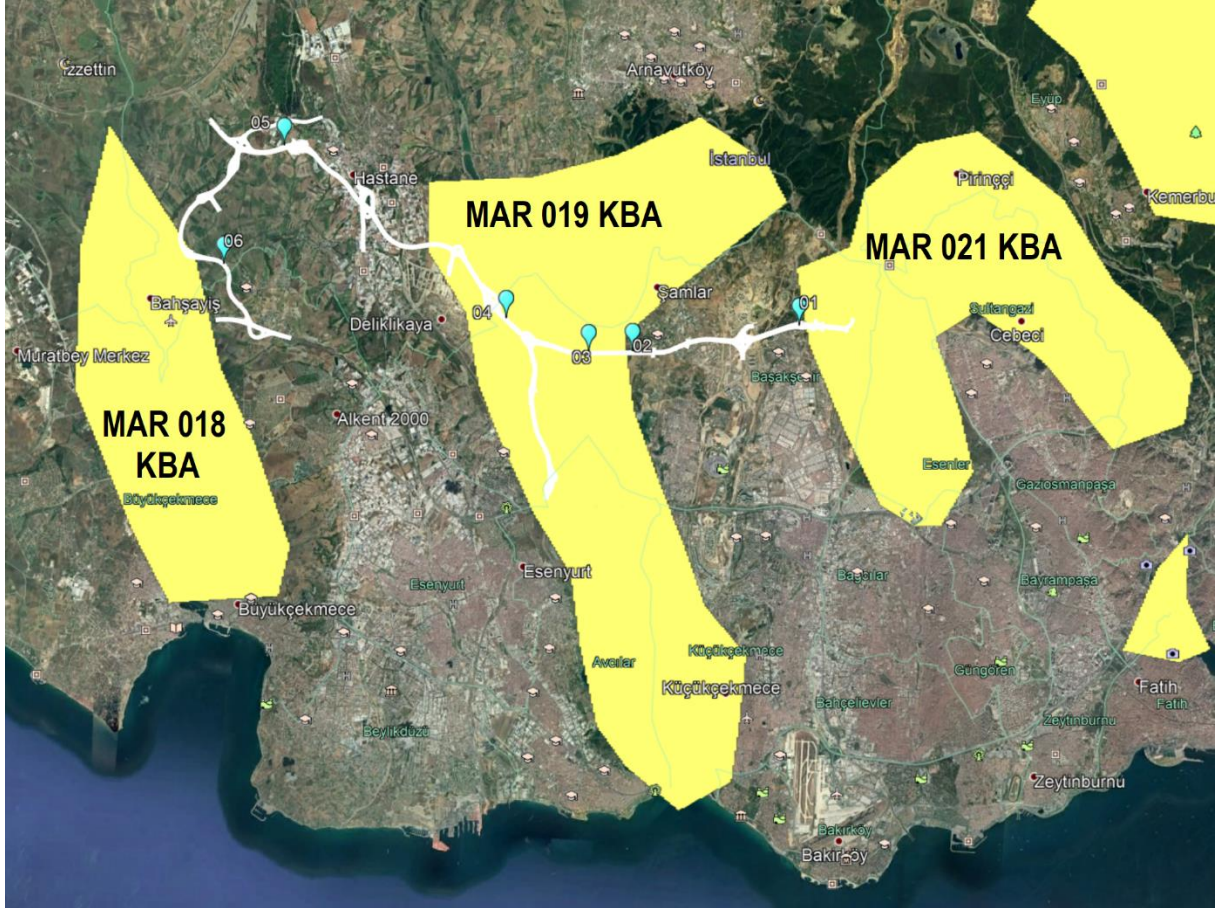 İzzettin
Arnavutköy
Eyüp
05
Hastane
İstanbul
Pirinççi
Kemerbu
MAR 019 KBA
MAR 021 KBA
06
Bahşayiş
04
Şamlar
01
Sultangazi
Cebeci
Deliklikaya
03
02
Muratbey Merkez
Başakşehir
MAR 018
KBA
Alkent 2000
Esenler
Gaziosmanpaşa
Büyükçekmece
Esenyurt
Esenyurt
Bağcılar
Bayrampaşa
Büyükçekmece
Avcılar
Küçükçekmece
Güngören
Küçükçekmece
Bahçelievler
Fatih
Fatih
Beylikdüzü
Zeytinburnu
Zeytinburnu
Bakırköy
Bakırköy